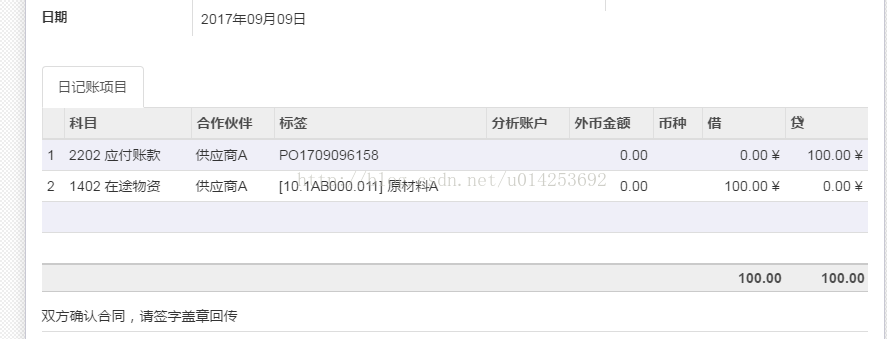 日期 2017年09月09日
日记账项目
科目 合作伙伴 标签 分析账户 外币金额 币种 借 贷
1 2202 应付账款 供应商A PO1709096158 0.00 0.00 ¥ 100.00 ¥
2 1402 在途物资 供应商A [10.1AB000.011] 原材料A 0.00 100.00 ¥ 0.00 ¥
http://blog.csdn.net/u014253692
100.00 100.00
双方确认合同，请签字盖章回传